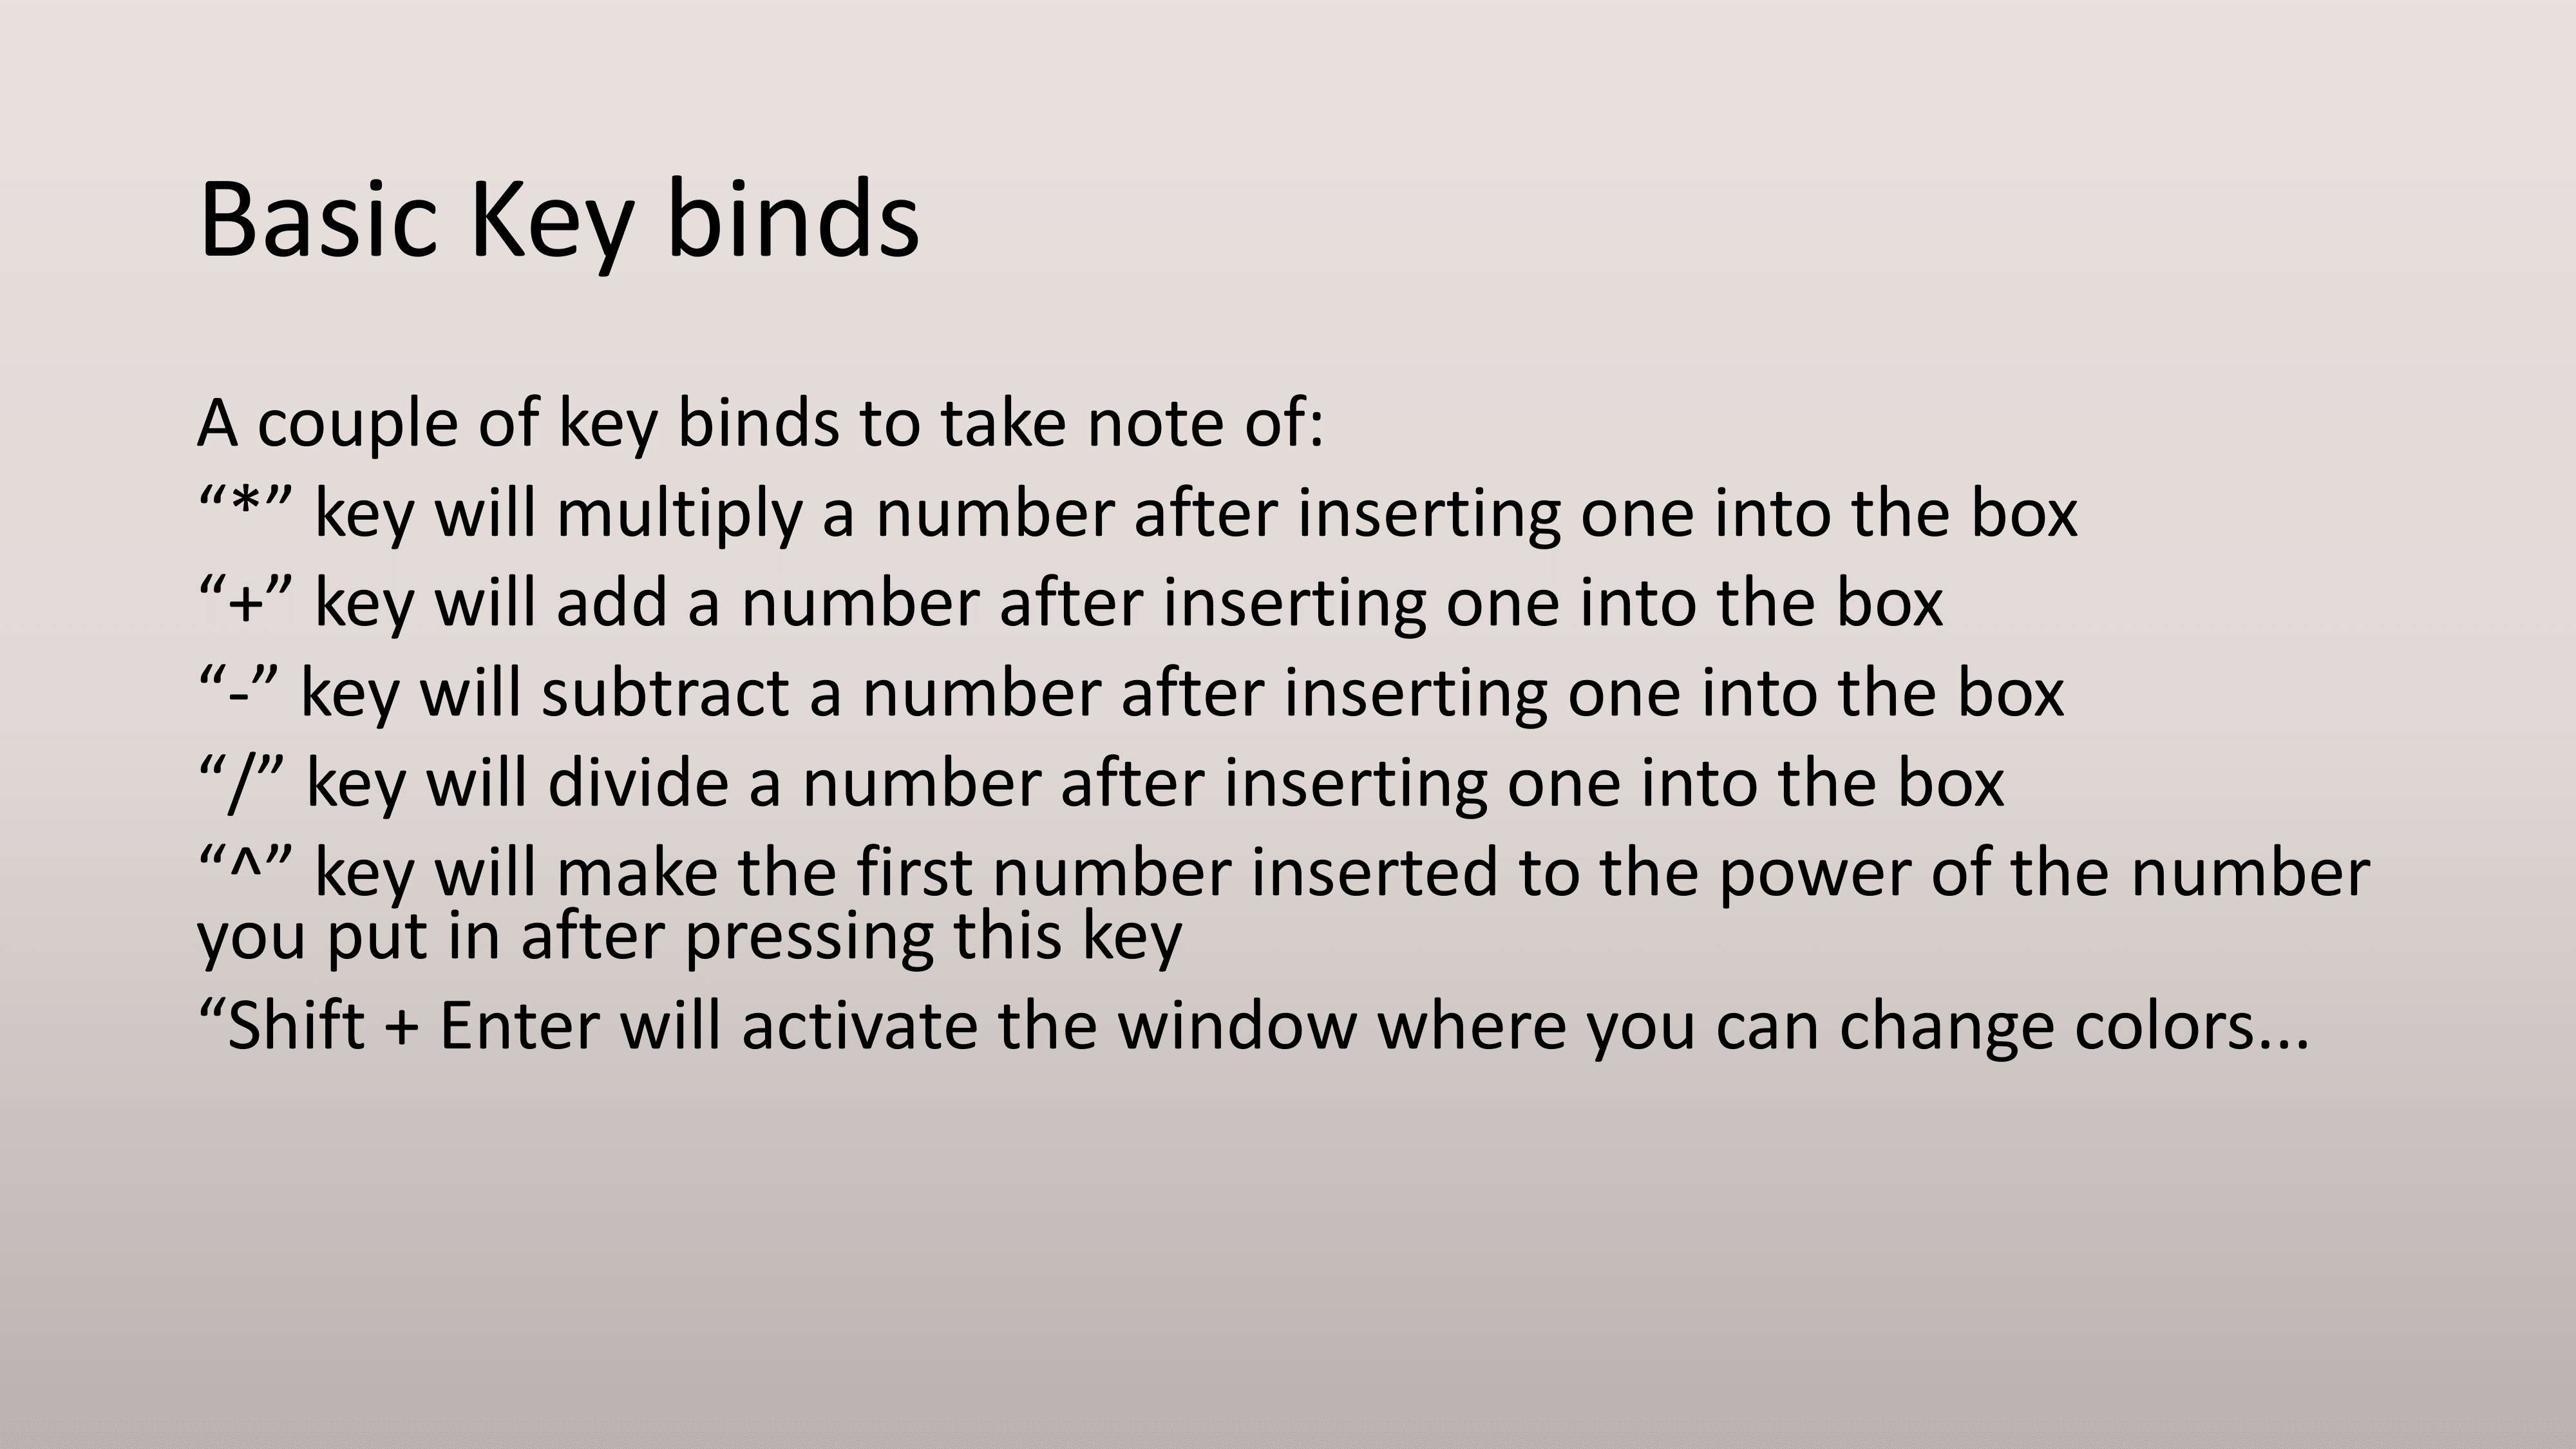 Basic Key binds
A couple of key binds to take note of:
“*” key will multiply a number after inserting one into the box
“+” key will add a number after inserting one into the box
“-” key will subtract a number after inserting one into the box
“/” key will divide a number after inserting one into the box
“^” key will make the first number inserted to the power of the number
you put in after pressing this key
“Shift + Enter will activate the window where you can change colors...